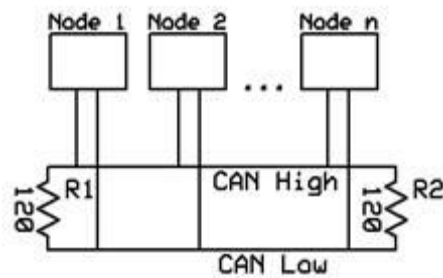 Node 1 Node 2 Node n
...
CAN High
120 R1 120 R2
CAN Low